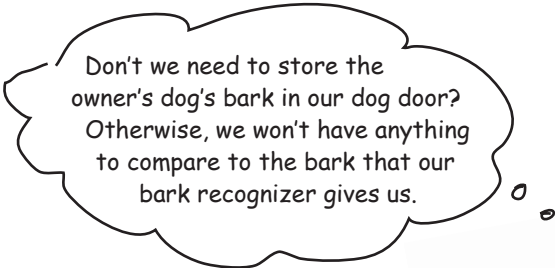 Don't we need to store the
owner's dog's bark in our dog door?
Otherwise, we won't have anything
to compare to the bark that our
bark recognizer gives us.